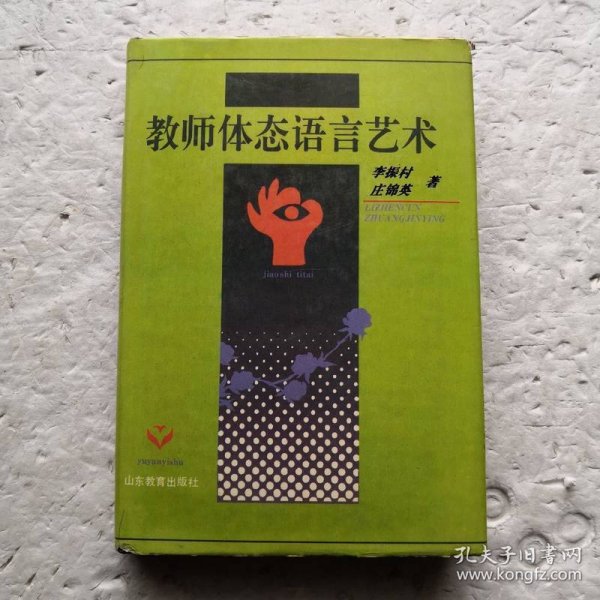 教师体态语言艺术
李振村
庄锦英 著
LIZHENCUN
ZHUANGJINYING
jiaoshi titai
yuyanyishu
山东教育出版社
孔夫子旧书网
www.kongfz.com